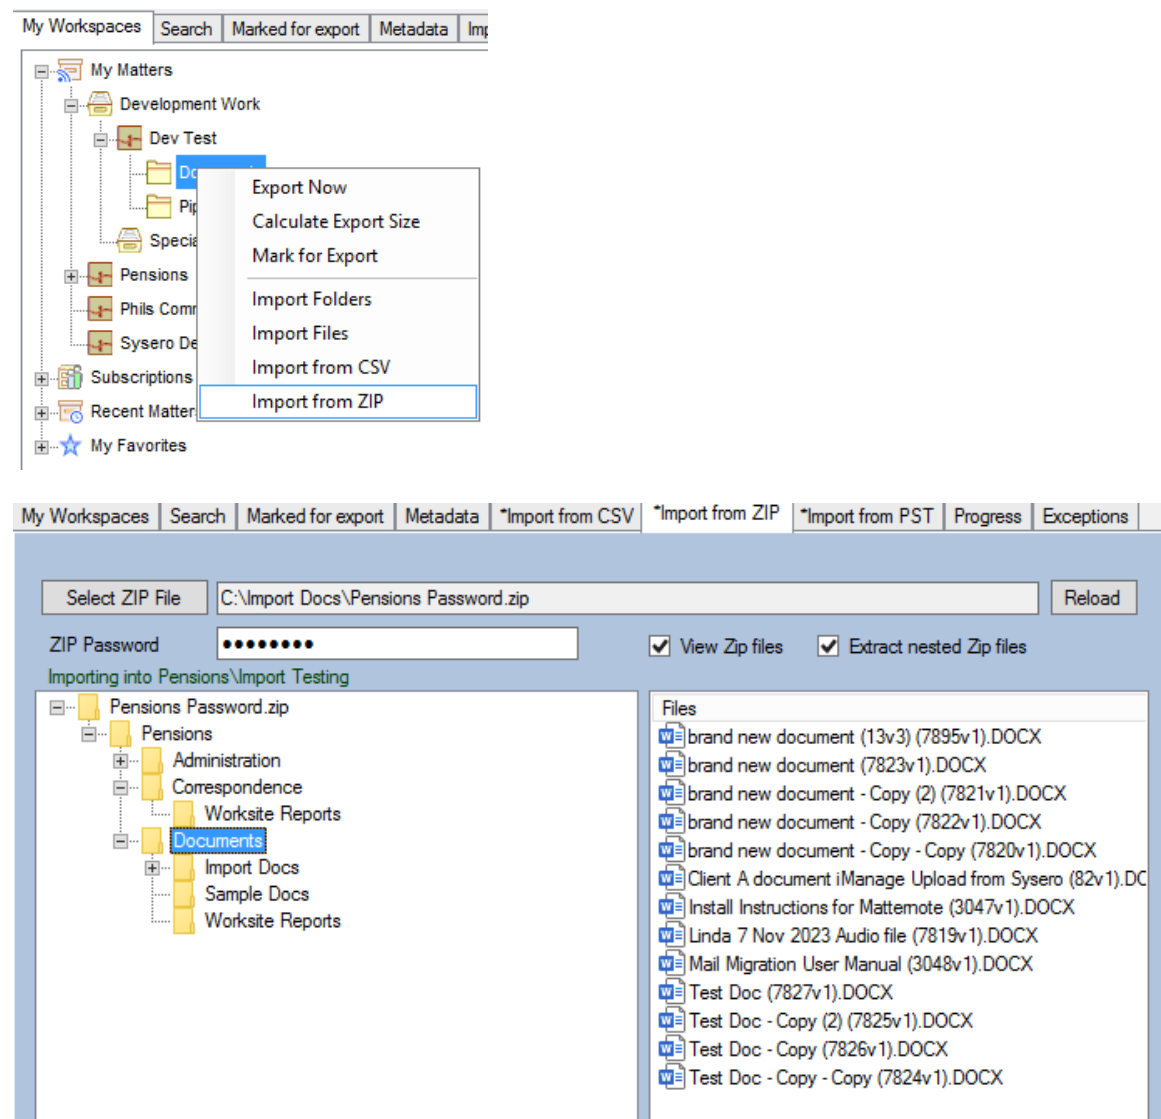 My Workspaces Search Marked for export Metadata
My Matters
Development Work
Dev Test
Export Now
Calculate Export Size
Mark for Export
Pensions
Phils
Import Folders
Sysero
Import Files
Subscriptions
Import from CSV
Recent
Import from ZIP
My Favorites
My Workspaces Search Marked for export Metadata *Import from CSV *Import from ZIP *Import from PST Progress Exceptions
Select ZIP File C:\Import Docs\Pensions Password.zip Reload
ZIP Password ●●●●●●●● View Zip files Extract nested Zip files
Importing into Pensions\Import Testing
Pensions Password.zip
Pensions
Administration
Correspondence
Worksite Reports
Documents
Import Docs
Sample Docs
Worksite Reports
Files
brand new document (13v3) (7895v1).DOCX
brand new document (7823v1).DOCX
brand new document - Copy (2) (7821v1).DOCX
brand new document - Copy (7822v1).DOCX
brand new document - Copy - Copy (7820v1).DOCX
Client A document iManage Upload from Sysero (82v1).DC
Install Instructions for Matternote (3047v1).DOCX
Linda 7 Nov 2023 Audio file (7819v1).DOCX
Mail Migration User Manual (3048v1).DOCX
Test Doc (7827v1).DOCX
Test Doc - Copy (2) (7825v1).DOCX
Test Doc - Copy (7826v1).DOCX
Test Doc - Copy - Copy (7824v1).DOCX